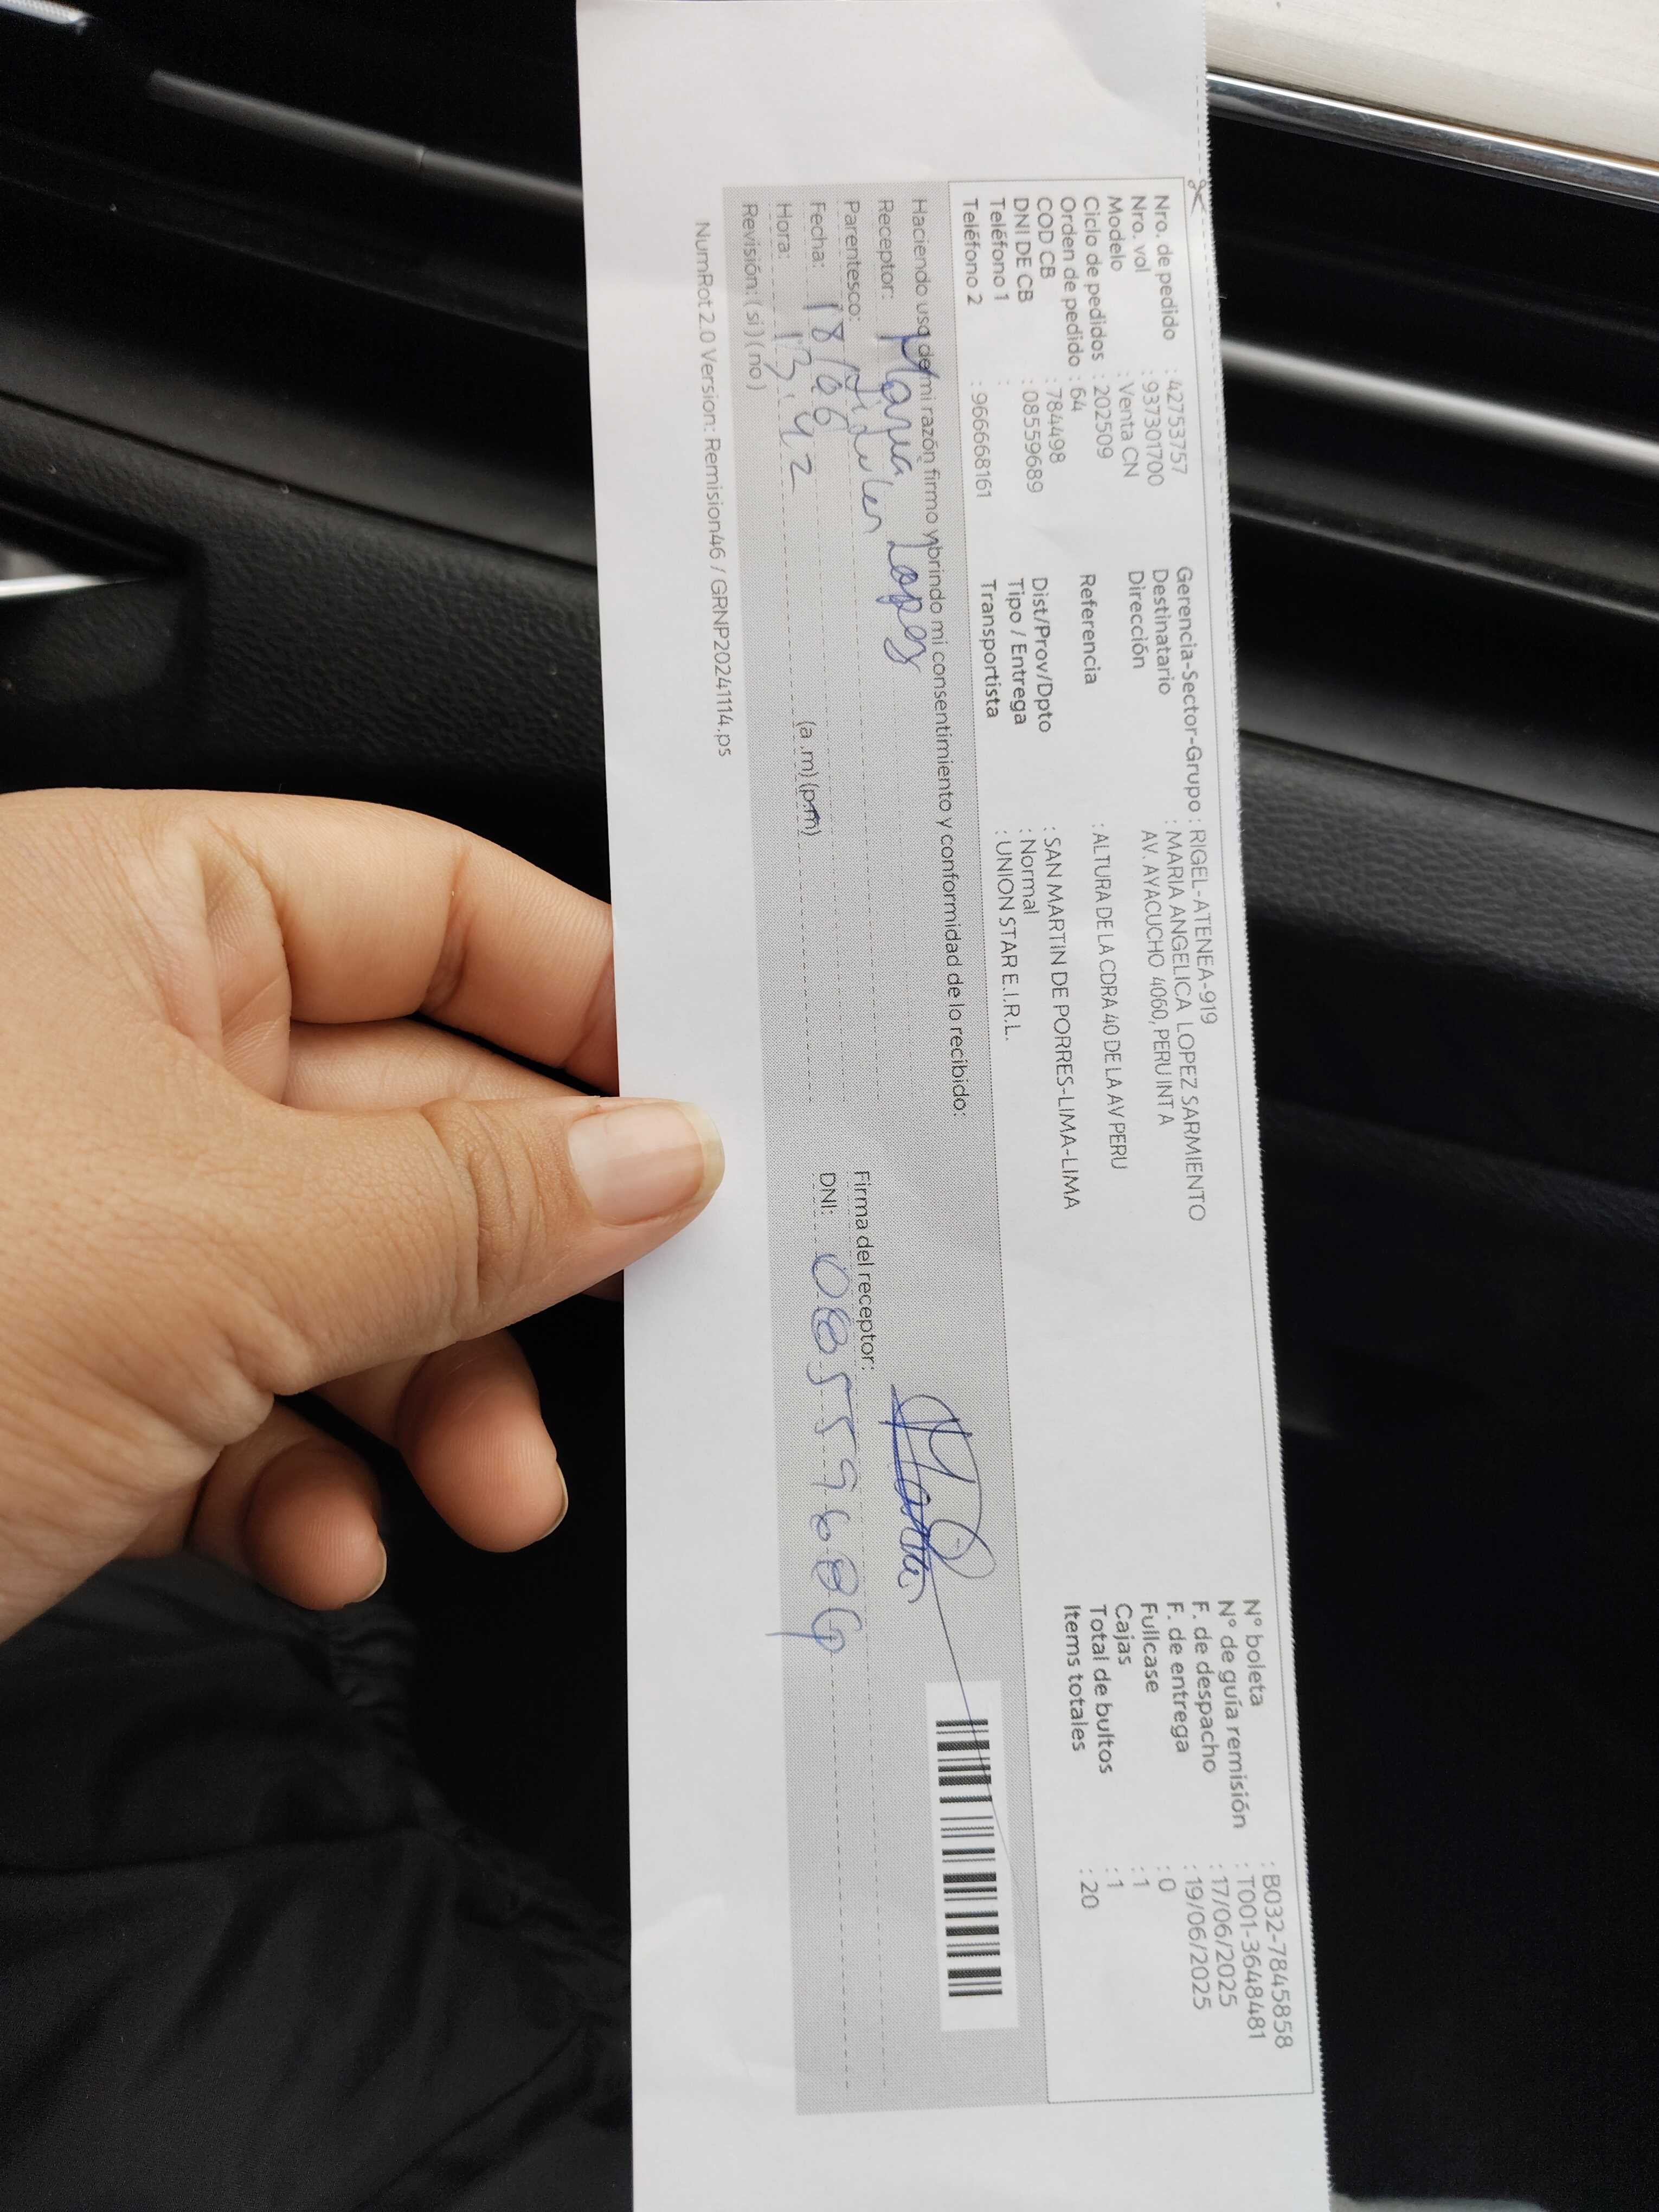 Nro. de pedido : 42753757
Nro. vol : 937301700
Modelo : Venta CN
Ciclo de pedidos : 202509
Orden de pedido : 64
COD CB : 784498
DNI DE CB : 08559689
Teléfono 1 :
Teléfono 2 : 966668161
Gerencia-Sector-Grupo : RIGEL-ATENEA-919
Destinatario : MARIA ANGELICA LOPEZ SARMIENTO
Dirección AV. AYACUCHO 4060, PERU INT A
Referencia : ALTURA DE LA CDRA 40 DE LA AV PERU
Dist/Prov/Dpto : SAN MARTIN DE PORRES-LIMA-LIMA
Tipo / Entrega : Normal
Transportista : UNION STAR E.I.R.L.
Nº boleta : B032-7845858
Nº de guía remisión : T001-3648481
F. de despacho : 17/06/2025
F. de entrega : 19/06/2025
Fullcase : 0
Cajas : 1
Total de bultos : 1
Items totales : 20
Haciendo uso de mi razón firmo y brindo mi consentimiento y conformidad de lo recibido:
Receptor: Maria Lopes
Parentesco: Titular
Fecha: 18/06
Hora: 13:42 (a.m) (p.m)
Revisión: ( si ) ( no )
Firma del receptor: Maria
DNI: 08559689
NumRot 2.0 Version: Remision46 / GRNP20241114.ps